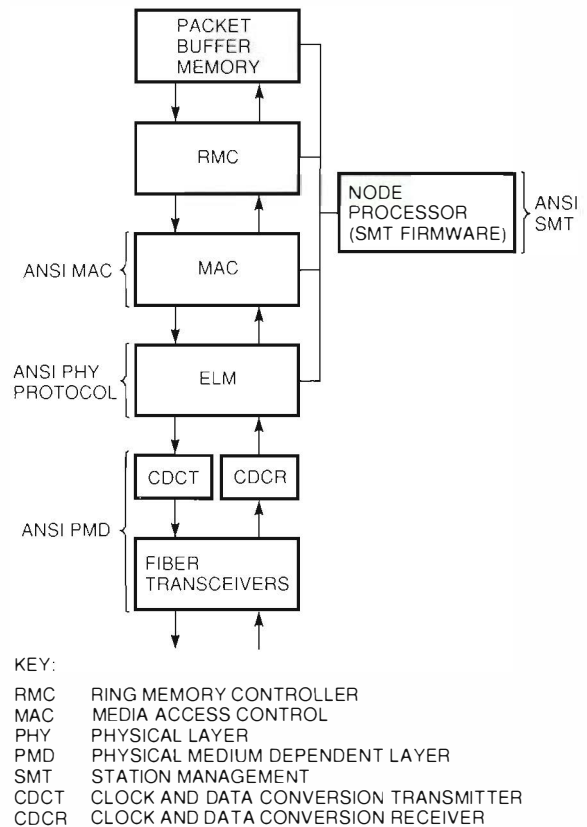 PACKET
BUFFER
MEMORY
RMC
NODE
PROCESSOR
(SMT FIRMWARE)
ANSI
SMT
ANSI MAC
MAC
ANSI PHY
PROTOCOL
ELM
CDCT
CDCR
ANSI PMD
FIBER
TRANSCEIVERS
KEY:
RMC RING MEMORY CONTROLLER
MAC MEDIA ACCESS CONTROL
PHY PHYSICAL LAYER
PMD PHYSICAL MEDIUM DEPENDENT LAYER
SMT STATION MANAGEMENT
CDCT CLOCK AND DATA CONVERSION TRANSMITTER
CDCR CLOCK AND DATA CONVERSION RECEIVER